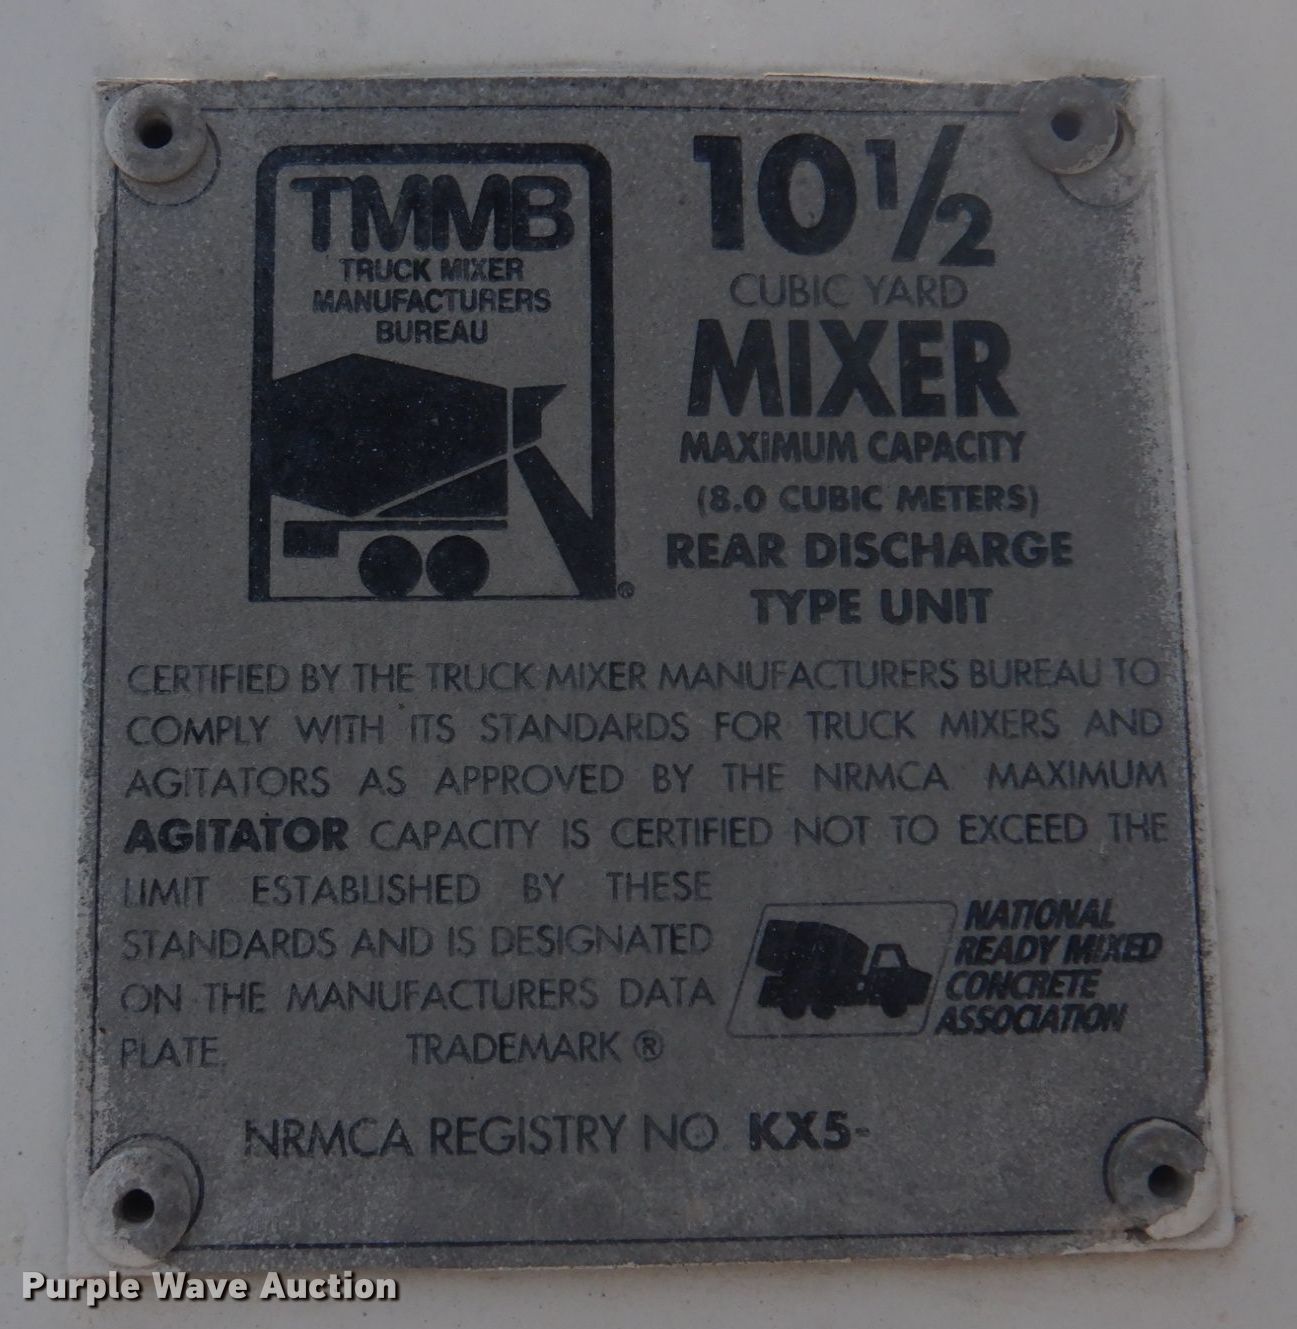 TMMB
TRUCK MIXER
MANUFACTURERS
BUREAU
®
10 1/2
CUBIC YARD
MIXER
MAXIMUM CAPACITY
(8.0 CUBIC METERS)
REAR DISCHARGE
TYPE UNIT
CERTIFIED BY THE TRUCK MIXER MANUFACTURERS BUREAU TO
COMPLY WITH ITS STANDARDS FOR TRUCK MIXERS AND
AGITATORS AS APPROVED BY THE NRMCA MAXIMUM
AGITATOR CAPACITY IS CERTIFIED NOT TO EXCEED THE
LIMIT ESTABLISHED BY THESE
STANDARDS AND IS DESIGNATED
ON THE MANUFACTURERS DATA
PLATE. TRADEMARK ®
NATIONAL
READY MIXED
CONCRETE
ASSOCIATION
NRMCA REGISTRY NO KX5-
Purple Wave Auction